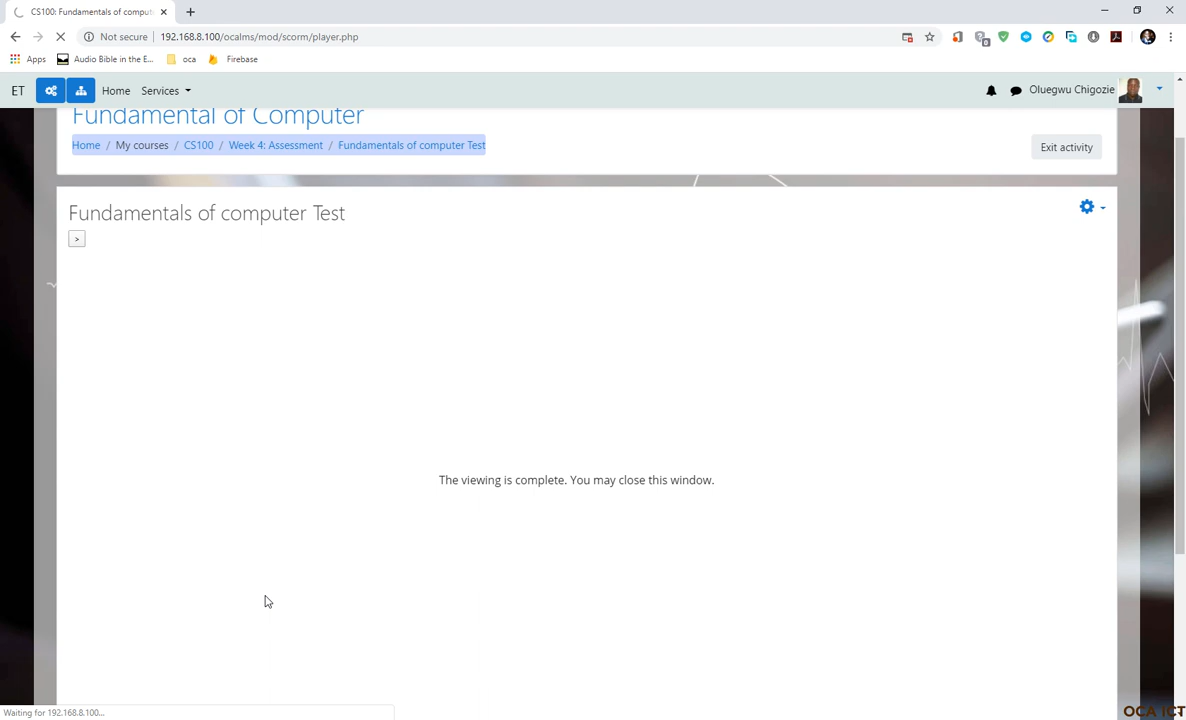 CS100: Fundamentals of comput
Not secure
192.168.8.100/ocalms/mod/scorm/player.php
Apps
Audio Bible in the E...
oca
Firebase
ET
Home
Services
Oluegwu Chigozie
Fundamental of Computer
Home / My courses / CS100 / Week 4: Assessment / Fundamentals of computer Test
Exit activity
Fundamentals of computer Test
>
The viewing is complete. You may close this window.
Waiting for 192.168.8.100...
OCA ICT